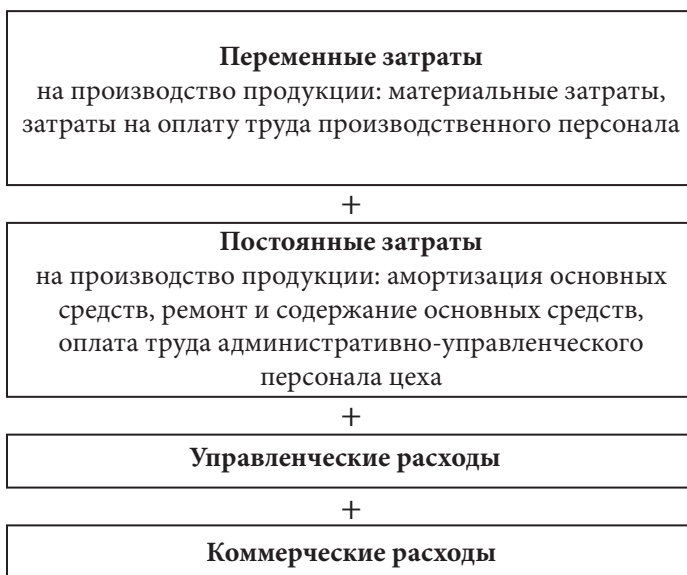 Переменные затраты
на производство продукции: материальные затраты,
затраты на оплату труда производственного персонала
+
Постоянные затраты
на производство продукции: амортизация основных
средств, ремонт и содержание основных средств,
оплата труда административно-управленческого
персонала цеха
+
Управленческие расходы
+
Коммерческие расходы